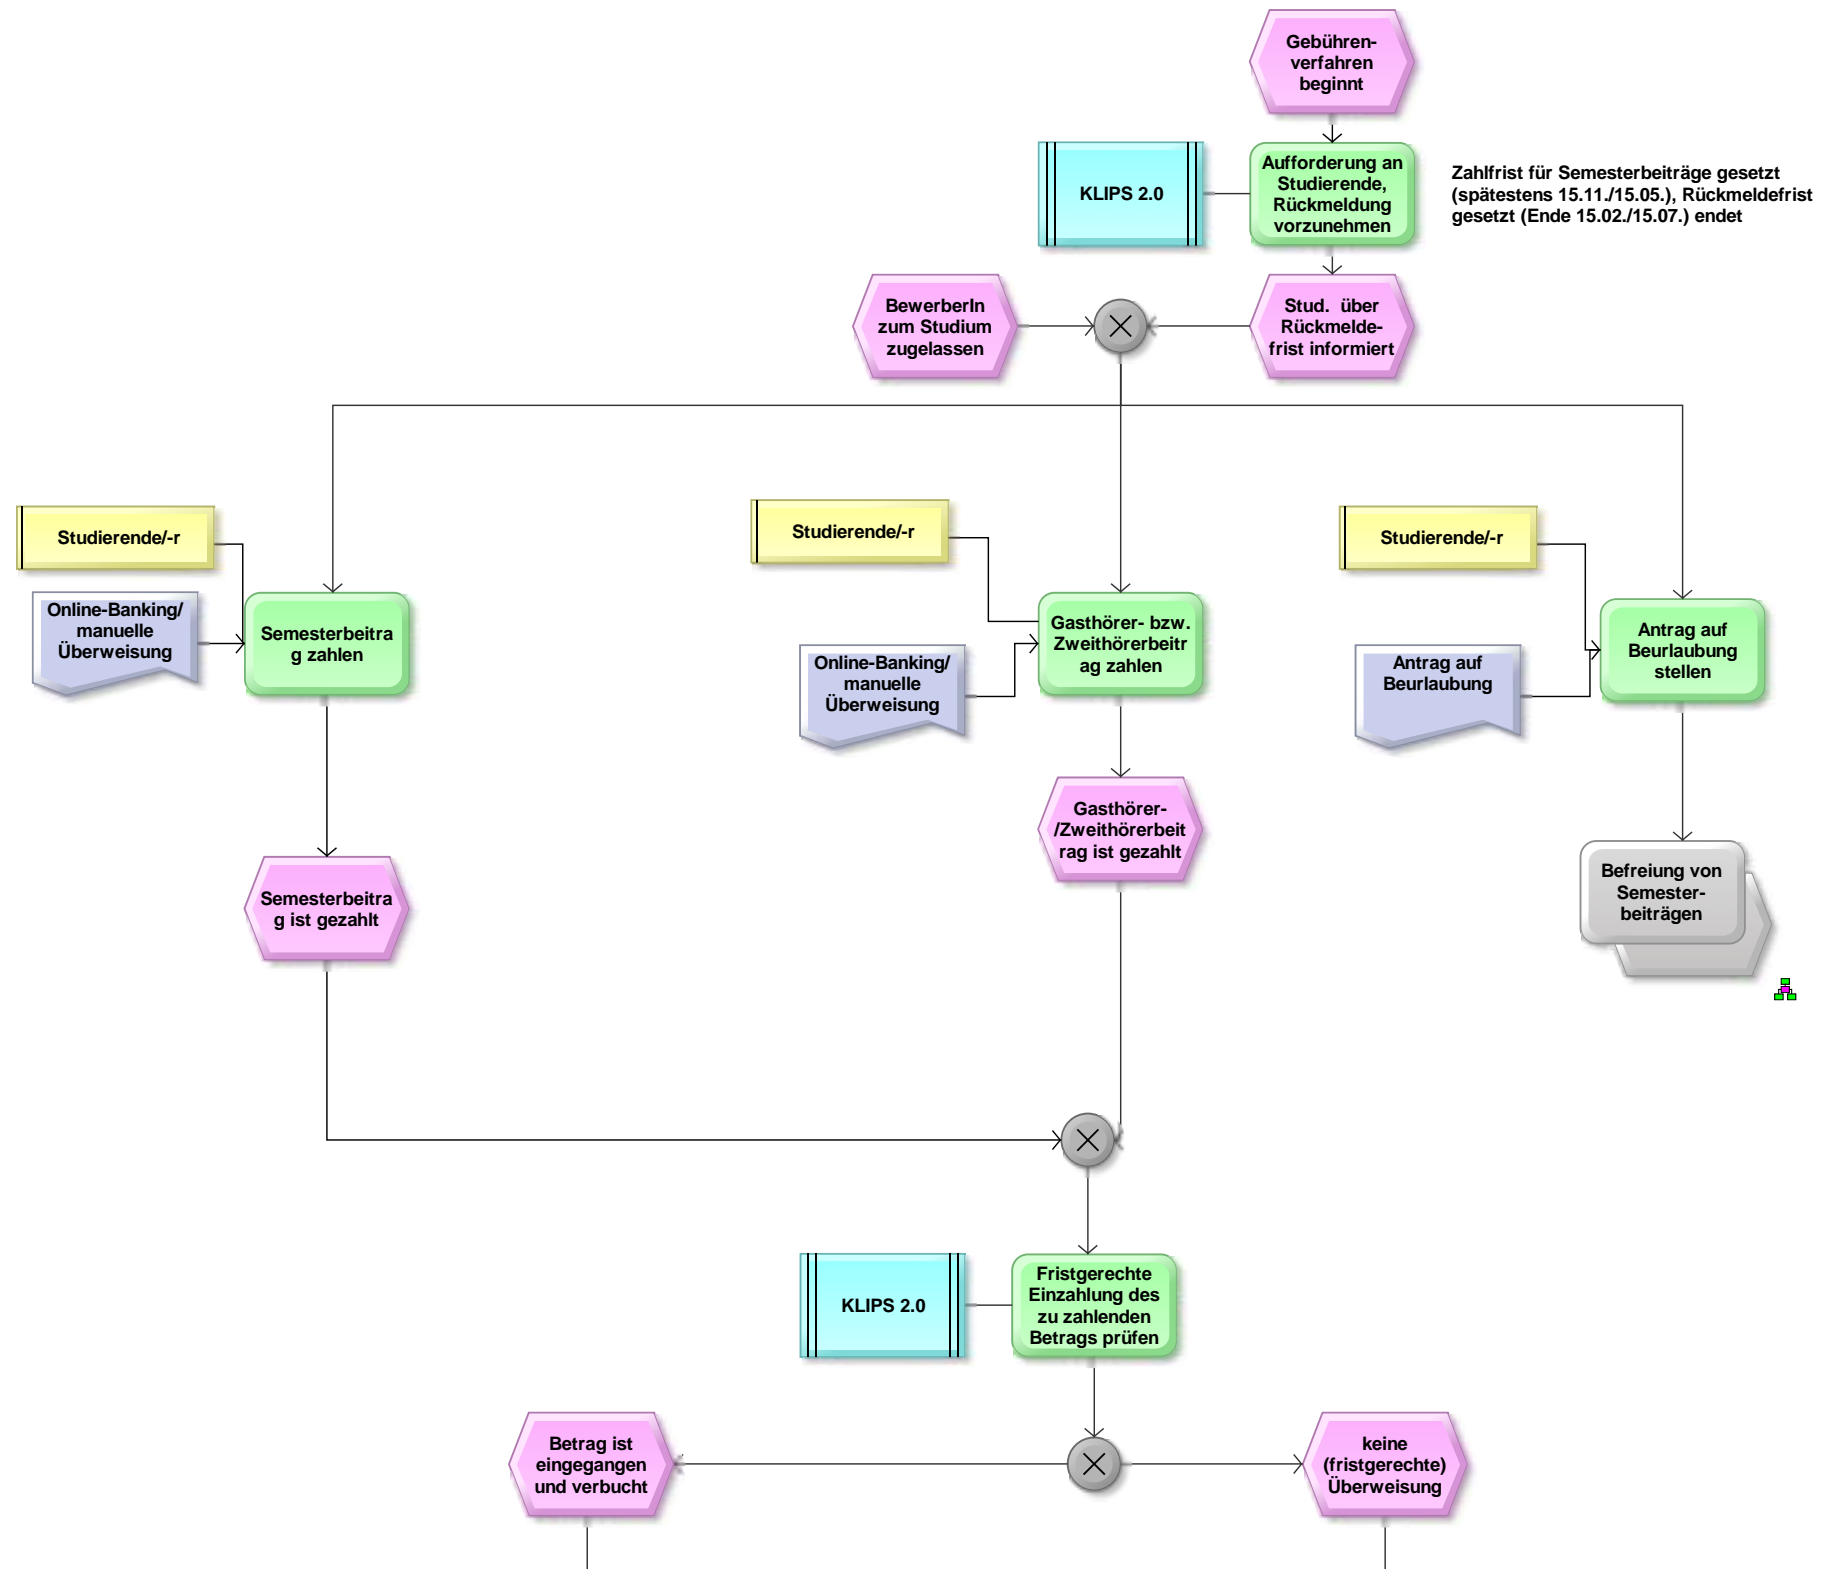 Gebühren-
verfahren
beginnt
KLIPS 2.0
Aufforderung an
Studierende,
Rückmeldung
vorzunehmen
Zahlfrist für Semesterbeiträge gesetzt
(spätestens 15.11./15.05.), Rückmeldefrist
gesetzt (Ende 15.02./15.07.) endet
BewerberIn
zum Studium
zugelassen
Stud. über
Rückmelde-
frist informiert
Studierende/-r
Online-Banking/
manuelle
Überweisung
Semesterbeitra
g zahlen
Studierende/-r
Online-Banking/
manuelle
Überweisung
Gasthörer- bzw.
Zweithörerbeitr
ag zahlen
Studierende/-r
Antrag auf
Beurlaubung
Antrag auf
Beurlaubung
stellen
Semesterbeitra
g ist gezahlt
Gasthörer-
/Zweithörerbeit
rag ist gezahlt
Befreiung von
Semester-
beiträgen
KLIPS 2.0
Fristgerechte
Einzahlung des
zu zahlenden
Betrags prüfen
Betrag ist
eingegangen
und verbucht
keine
(fristgerechte)
Überweisung